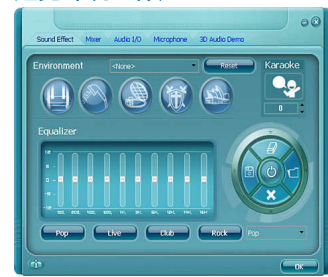 Sound Effect Mixer Audio I/O Microphone 3D Audio Demo
Environment <None> Reset Karaoke
0
Equalizer
Pop Live Club Rock Pop
OK